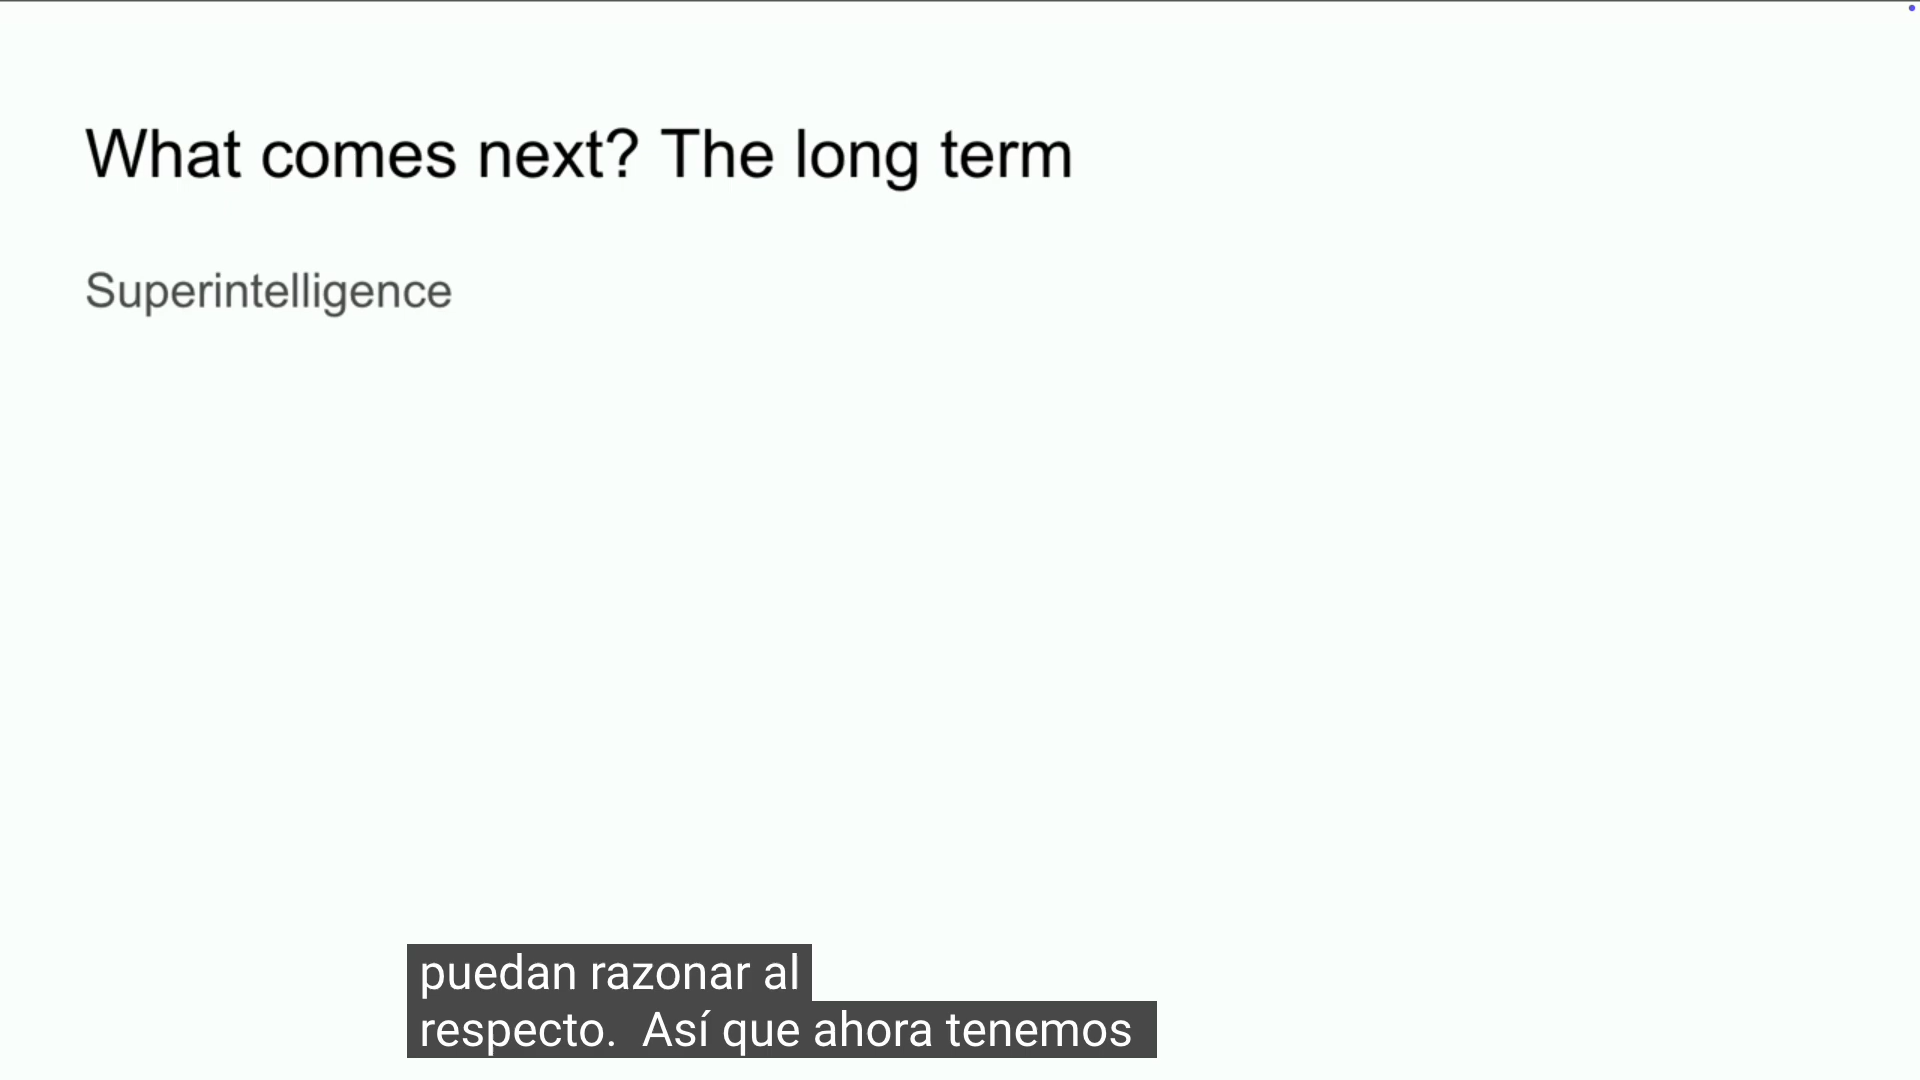 What comes next? The long term
Superintelligence
puedan razonar al
respecto.  Así que ahora tenemos